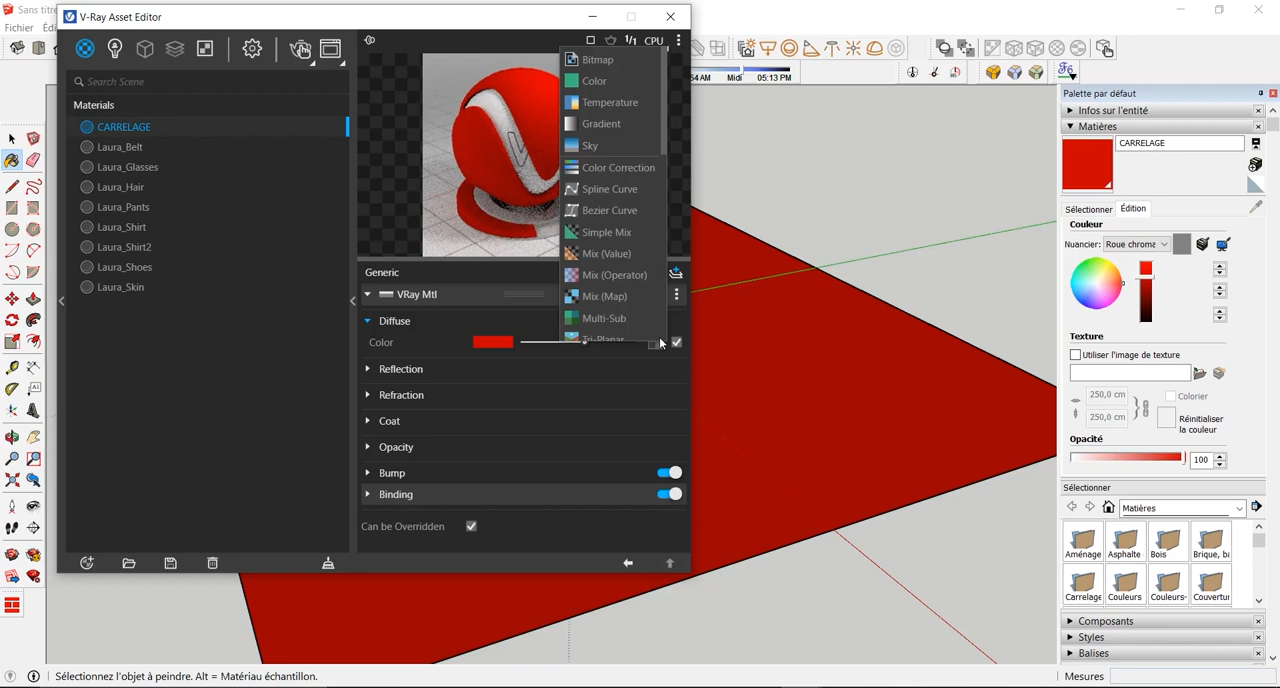 Sans titre
V-Ray Asset Editor
Fichier
1/1 CPU
Search Scene
Materials
CARRELAGE
Laura_Belt
Laura_Glasses
Laura_Hair
Laura_Pants
Laura_Shirt
Laura_Shirt2
Laura_Shoes
Laura_Skin
Bitmap
Color
Temperature
Gradient
Sky
Color Correction
Spline Curve
Bezier Curve
Simple Mix
Mix (Value)
Mix (Operator)
Mix (Map)
Multi-Sub
Tri-Planar
Generic
VRay Mtl
Diffuse
Color
Reflection
Refraction
Coat
Opacity
Bump
Binding
Can be Overridden
54 AM Midi 05:13 PM
Palette par défaut
Infos sur l'entité
Matières
CARRELAGE
Sélectionner Édition
Couleur
Nuancier: Roue chroma
Texture
Utiliser l'image de texture
250,0 cm
250,0 cm
Colorier
Réinitialiser
la couleur
Opacité
100
Sélectionner
Matières
Aménage Asphalte Bois Brique, ba
Carrelage Couleurs Couleurs- Couvertur
Composants
Styles
Balises
Sélectionnez l'objet à peindre. Alt = Matériau échantillon.
Mesures